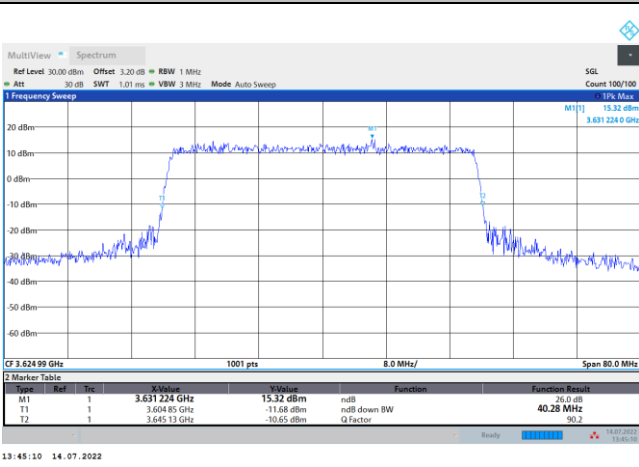 MultiView Spectrum
Ref Level 30.00 dBm Offset 3.20 dB RBW 1 MHz SGL
Att 30 dB SWT 1.01 ms VBW 3 MHz Mode Auto Sweep Count 100/100
1 Frequency Sweep 1Pk Max
M1[1] 15.32 dBm
3.631 224 0 GHz
20 dBm
M1
10 dBm
0 dBm
T1 T2
-10 dBm
-20 dBm
-30 dBm
-40 dBm
-50 dBm
-60 dBm
CF 3.624 99 GHz 1001 pts 8.0 MHz/ Span 80.0 MHz
2 Marker Table
Type Ref Trc X-Value Y-Value Function Function Result
M1 1 3.631 224 GHz 15.32 dBm ndB 26.0 dB
T1 1 3.604 85 GHz -11.68 dBm ndB down BW 40.28 MHz
T2 1 3.645 13 GHz -10.65 dBm Q Factor 90.2
Ready 14.07.2022
13:45:10
13:45:10 14.07.2022